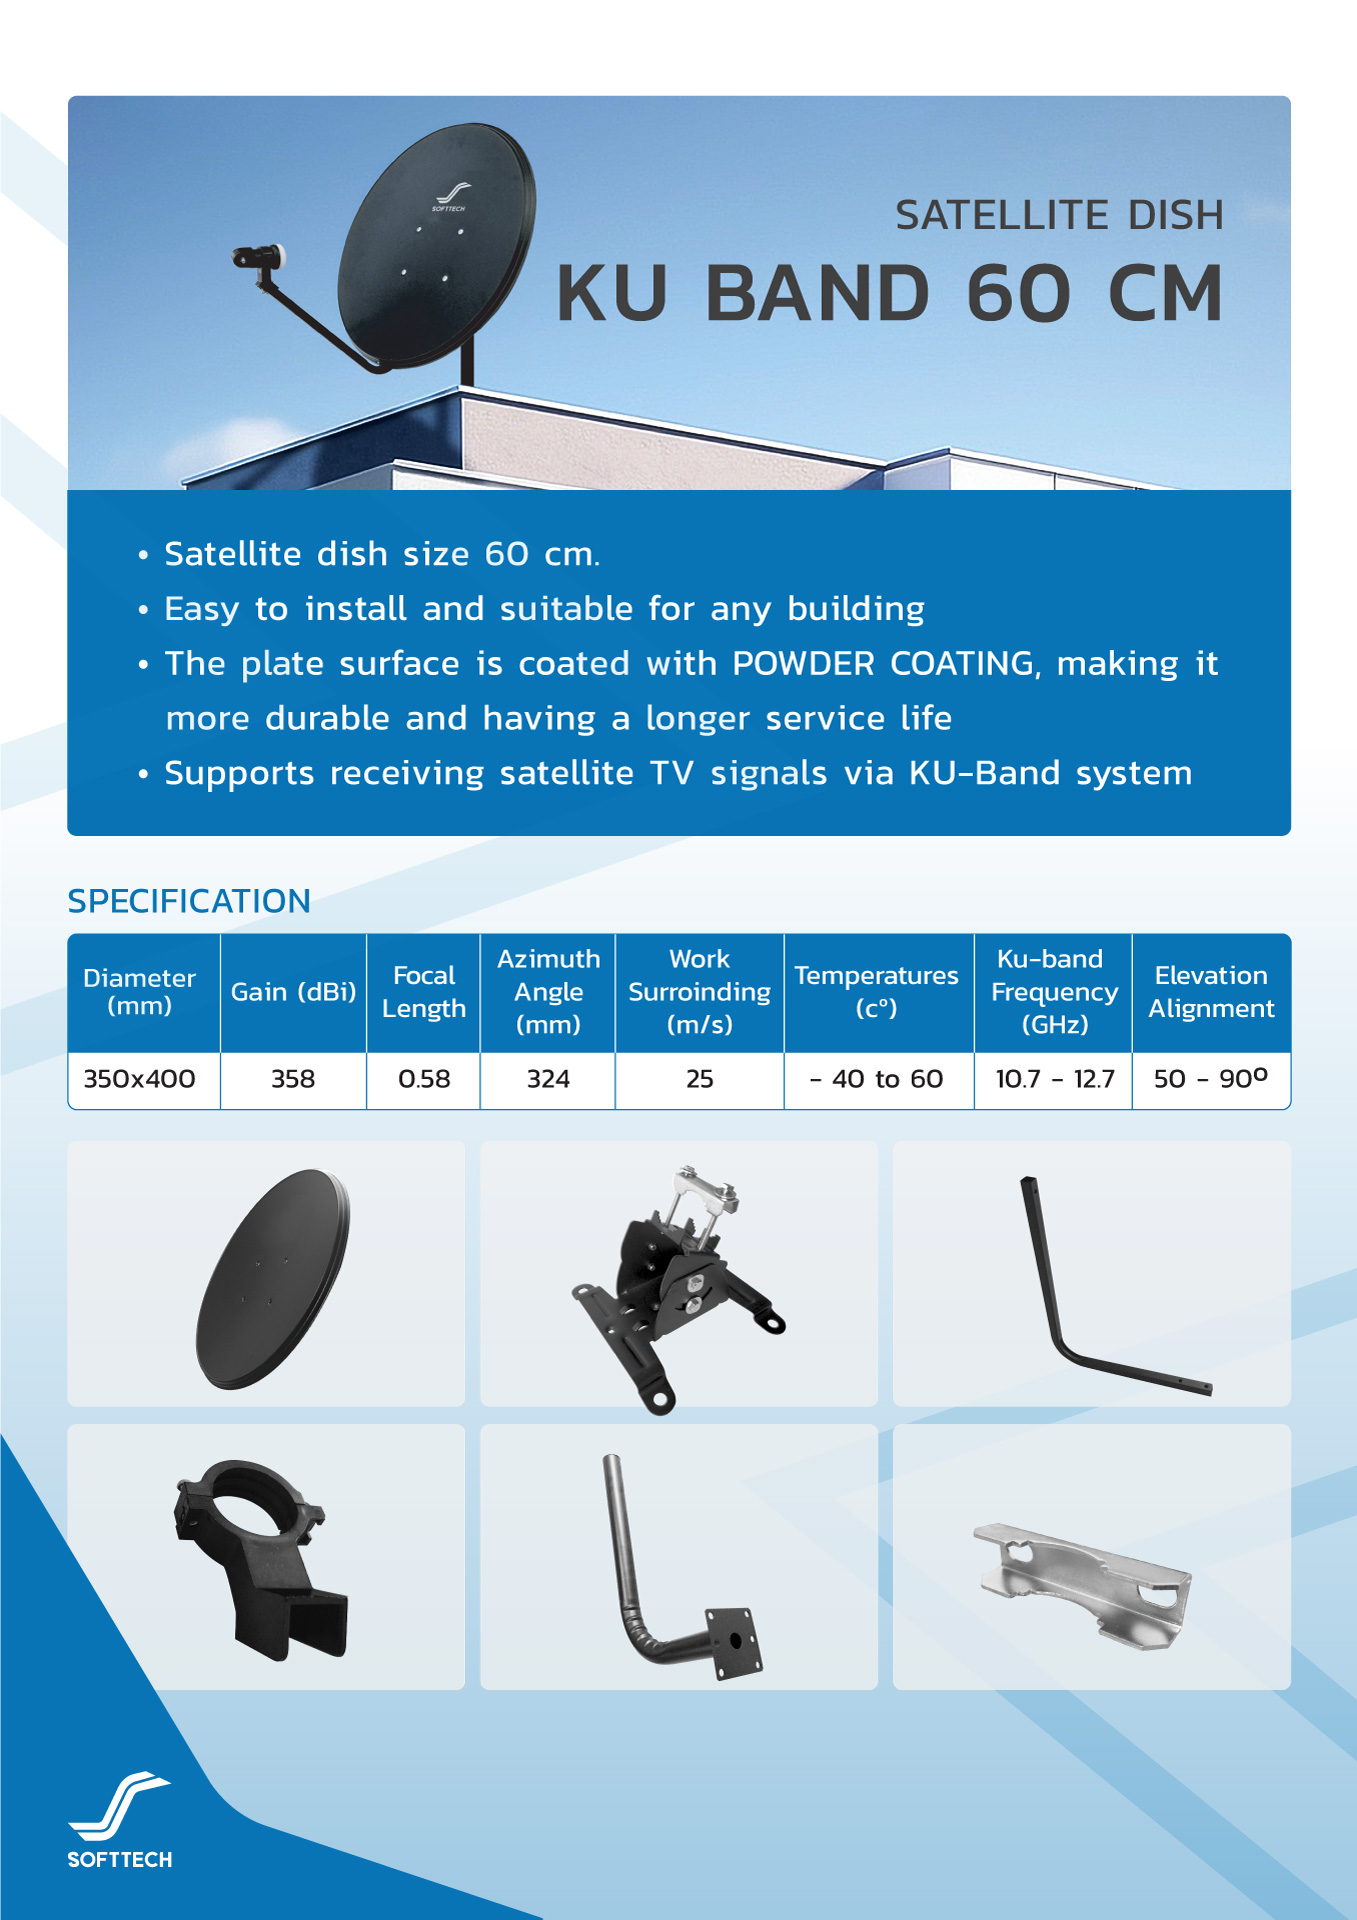 SOFTTECH
SATELLITE DISH
KU BAND 60 CM
• Satellite dish size 60 cm.
• Easy to install and suitable for any building
• The plate surface is coated with POWDER COATING, making it
more durable and having a longer service life
• Supports receiving satellite TV signals via KU-Band system
SPECIFICATION
Diameter
(mm)
Gain (dBi)
Focal
Length
Azimuth
Angle
(mm)
Work
Surroinding
(m/s)
Temperatures
(c°)
Ku-band
Frequency
(GHz)
Elevation
Alignment
350x400
358
0.58
324
25
- 40 to 60
10.7 - 12.7
50 - 90º
SOFTTECH